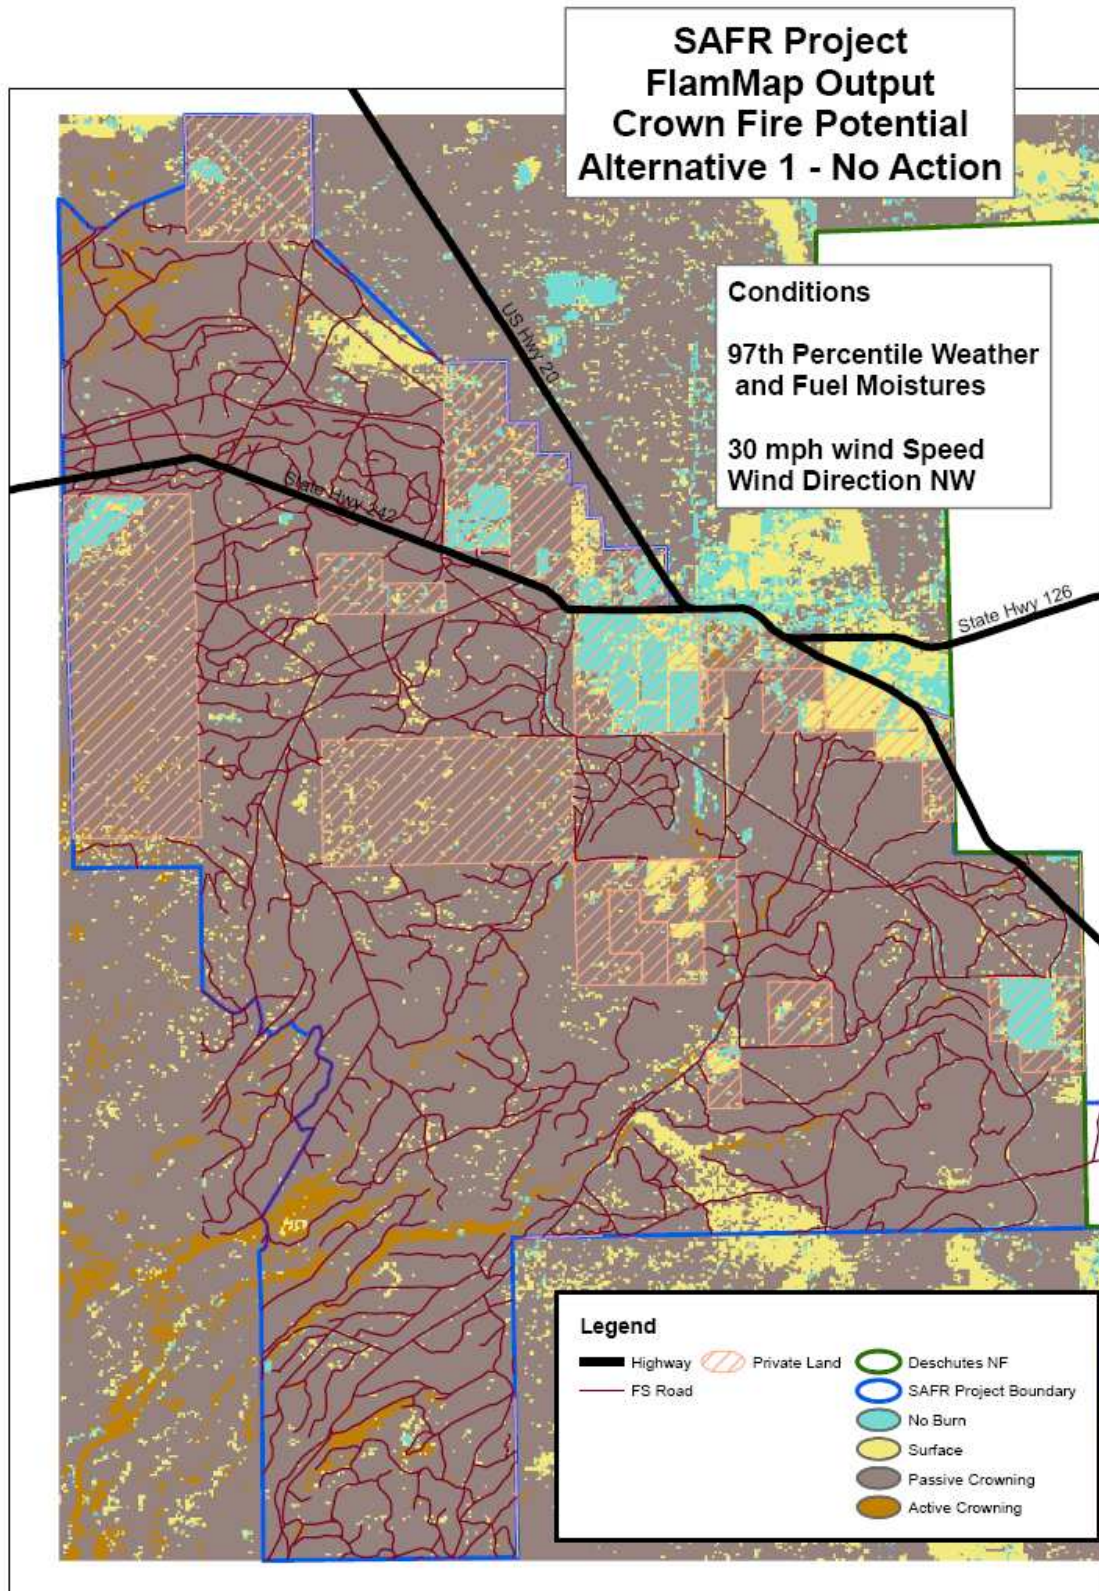 SAFR Project
FlamMap Output
Crown Fire Potential
Alternative 1 - No Action
Conditions
97th Percentile Weather
and Fuel Moistures
30 mph wind Speed
Wind Direction NW
US Hwy 20
State Hwy 242
State Hwy 126
Legend
Highway
Private Land
Deschutes NF
FS Road
SAFR Project Boundary
No Burn
Surface
Passive Crowning
Active Crowning